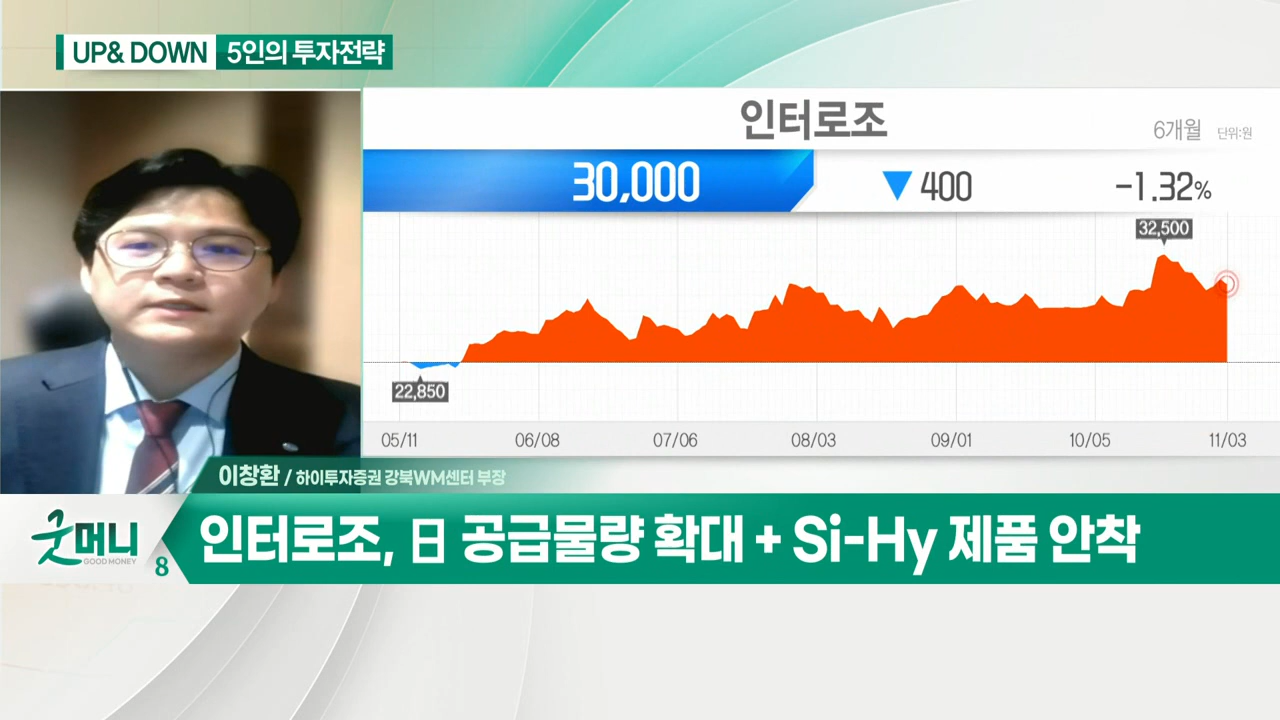 UP& DOWN 5인의 투자전략
인터로조
6개월 단위:원
30,000 ▼400 -1.32%
32,500
22,850
05/11 06/08 07/06 08/03 09/01 10/05 11/03
이창환 / 하이투자증권 강북WM센터 부장
굿머니
GOOD MONEY
8
인터로조, 日 공급물량 확대 + Si-Hy 제품 안착